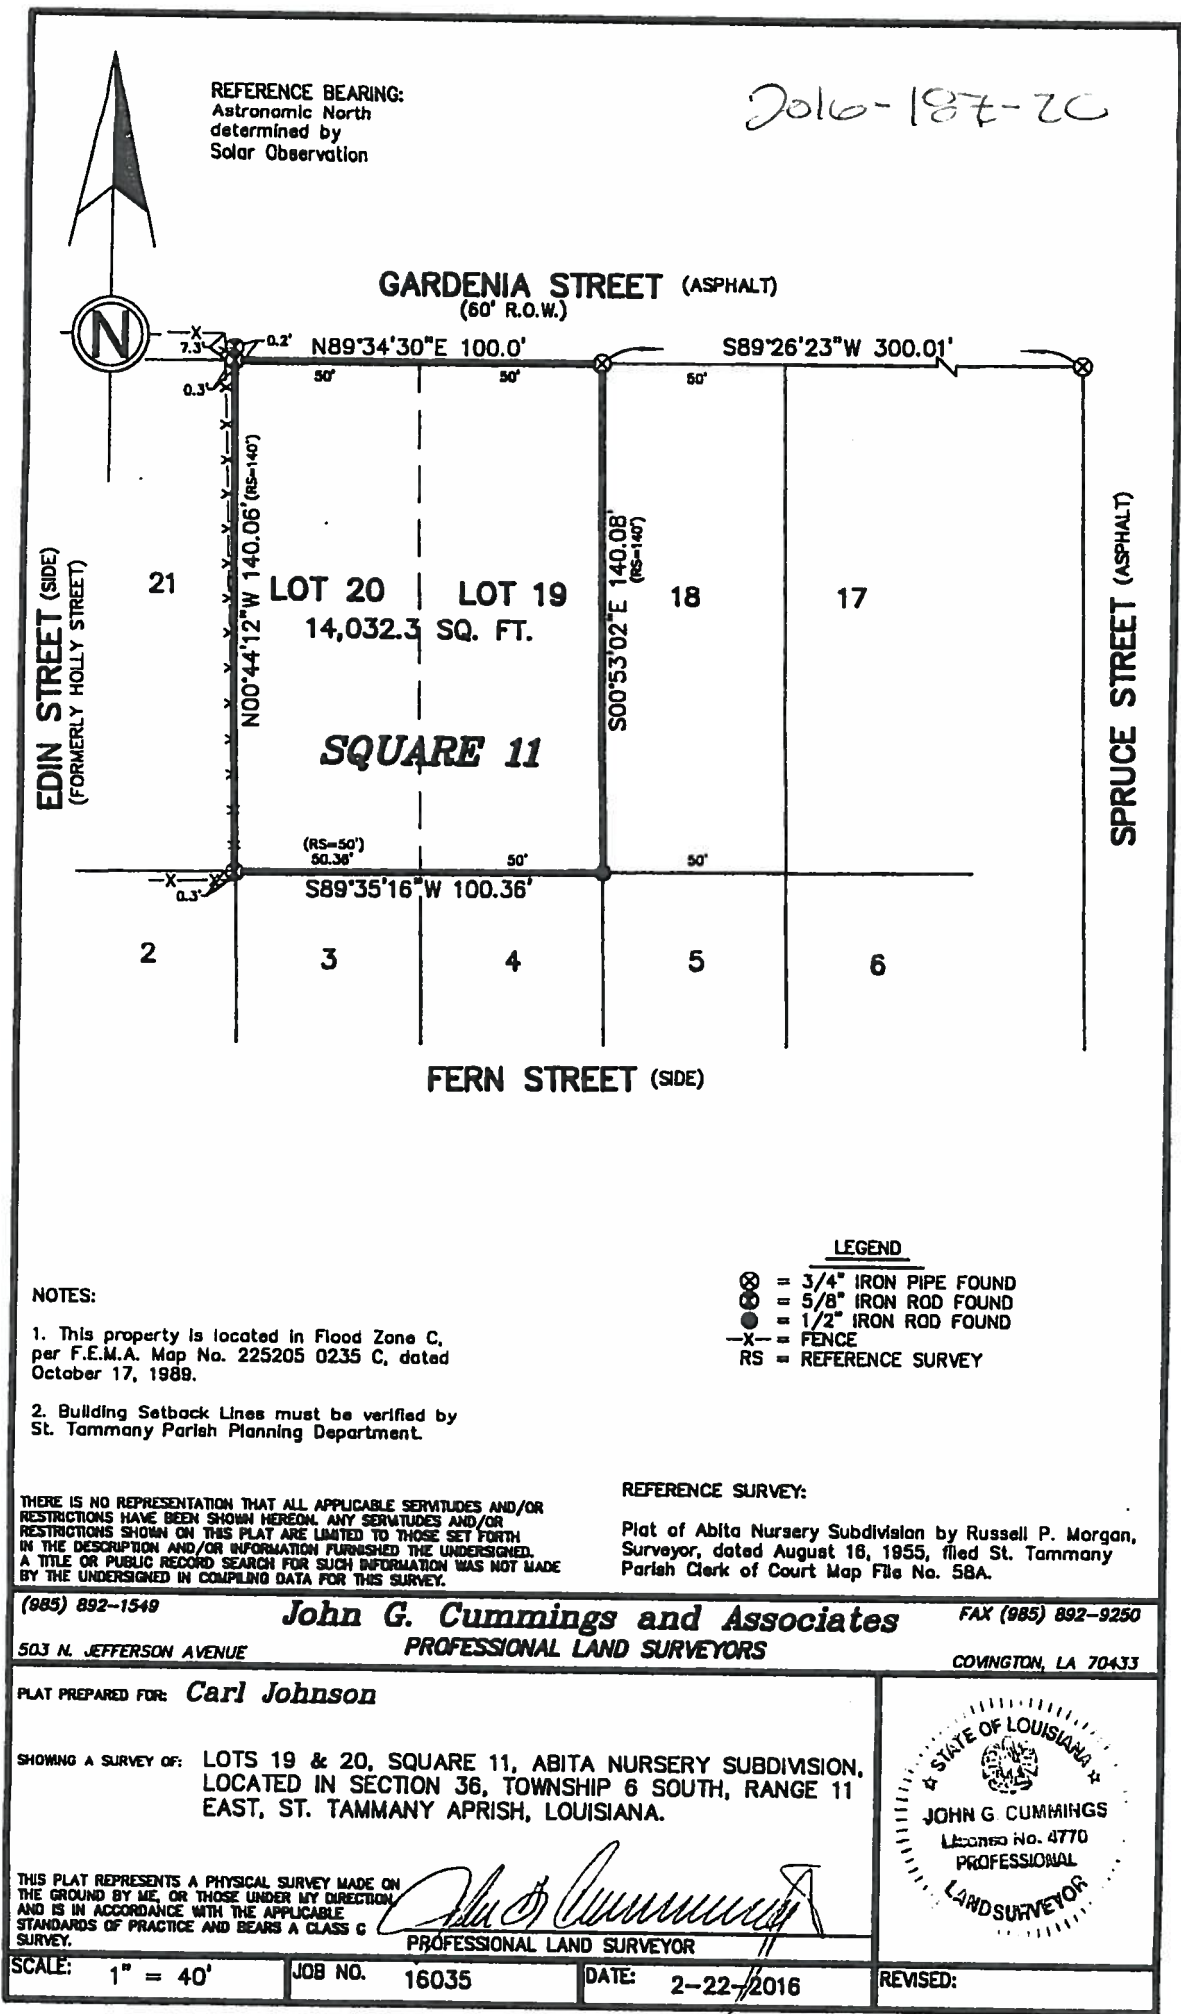 REFERENCE BEARING:
Astronomic North
determined by
Solar Observation
2016-187-ZC
N
GARDENIA STREET (ASPHALT)
(60' R.O.W.)
X
7.3'
0.2'
N89°34'30"E 100.0'
S89°26'23"W 300.01'
0.3'
50'
50'
50'
EDIN STREET (SIDE)
(FORMERLY HOLLY STREET)
N00°44'12"W 140.06' (RS=140')
S00°53'02"E 140.08'
(RS=140')
SPRUCE STREET (ASPHALT)
21
LOT 20
LOT 19
18
17
14,032.3 SQ. FT.
SQUARE 11
(RS=50')
50.36'
50'
50'
X
0.3'
S89°35'16"W 100.36'
2
3
4
5
6
FERN STREET (SIDE)
LEGEND
= 3/4" IRON PIPE FOUND
= 5/8" IRON ROD FOUND
= 1/2" IRON ROD FOUND
—X— = FENCE
RS = REFERENCE SURVEY
NOTES:
1. This property is located in Flood Zone C,
per F.E.M.A. Map No. 225205 0235 C, dated
October 17, 1989.
2. Building Setback Lines must be verified by
St. Tammany Parish Planning Department.
THERE IS NO REPRESENTATION THAT ALL APPLICABLE SERVITUDES AND/OR
RESTRICTIONS HAVE BEEN SHOWN HEREON. ANY SERVITUDES AND/OR
RESTRICTIONS SHOWN ON THIS PLAT ARE LIMITED TO THOSE SET FORTH
IN THE DESCRIPTION AND/OR INFORMATION FURNISHED THE UNDERSIGNED.
A TITLE OR PUBLIC RECORD SEARCH FOR SUCH INFORMATION WAS NOT MADE
BY THE UNDERSIGNED IN COMPILING DATA FOR THIS SURVEY.
REFERENCE SURVEY:
Plat of Abita Nursery Subdivision by Russell P. Morgan,
Surveyor, dated August 16, 1955, filed St. Tammany
Parish Clerk of Court Map File No. 58A.
(985) 892-1549
John G. Cummings and Associates
FAX (985) 892-9250
503 N. JEFFERSON AVENUE
PROFESSIONAL LAND SURVEYORS
COVINGTON, LA 70433
PLAT PREPARED FOR: Carl Johnson
SHOWING A SURVEY OF: LOTS 19 & 20, SQUARE 11, ABITA NURSERY SUBDIVISION,
LOCATED IN SECTION 36, TOWNSHIP 6 SOUTH, RANGE 11
EAST, ST. TAMMANY APRISH, LOUISIANA.
STATE OF LOUISIANA
JOHN G. CUMMINGS
License No. 4770
PROFESSIONAL
LAND SURVEYOR
THIS PLAT REPRESENTS A PHYSICAL SURVEY MADE ON
THE GROUND BY ME, OR THOSE UNDER MY DIRECTION,
AND IS IN ACCORDANCE WITH THE APPLICABLE
STANDARDS OF PRACTICE AND BEARS A CLASS C
SURVEY.
John G. Cummings
PROFESSIONAL LAND SURVEYOR
SCALE: 1" = 40'
JOB NO. 16035
DATE: 2-22-2016
REVISED: